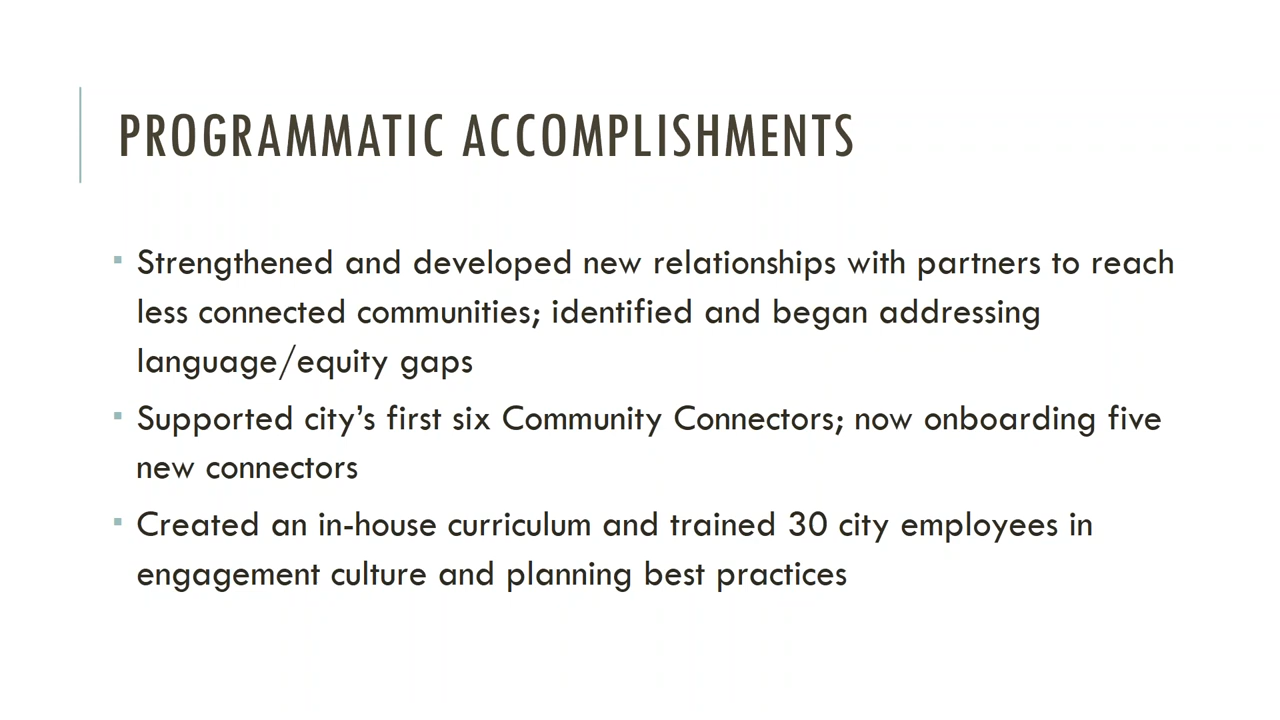 PROGRAMMATIC ACCOMPLISHMENTS
▪ Strengthened and developed new relationships with partners to reach
less connected communities; identified and began addressing
language/equity gaps
▪ Supported city’s first six Community Connectors; now onboarding five
new connectors
▪ Created an in-house curriculum and trained 30 city employees in
engagement culture and planning best practices